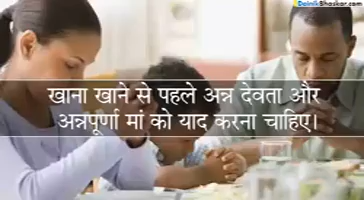 DainikBhaskar.com
खाना खाने से पहले अन्न देवता और
अन्नपूर्णा मां को याद करना चाहिए।